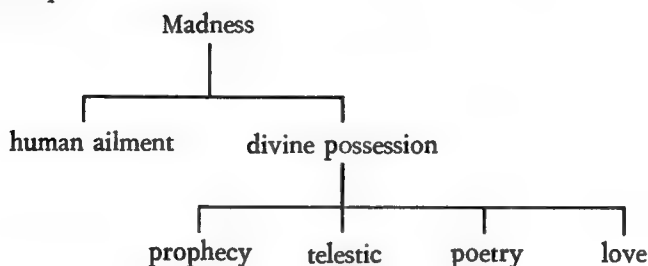 Madness
human ailment divine possession
prophecy telestic poetry love